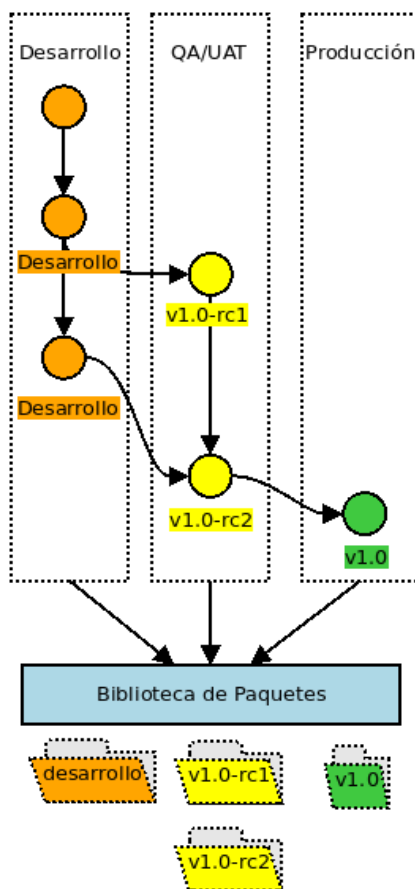 Desarrollo
QA/UAT
Producción
Desarrollo
v1.0-rc1
Desarrollo
v1.0-rc2
v1.0
Biblioteca de Paquetes
desarrollo
v1.0-rc1
v1.0
v1.0-rc2